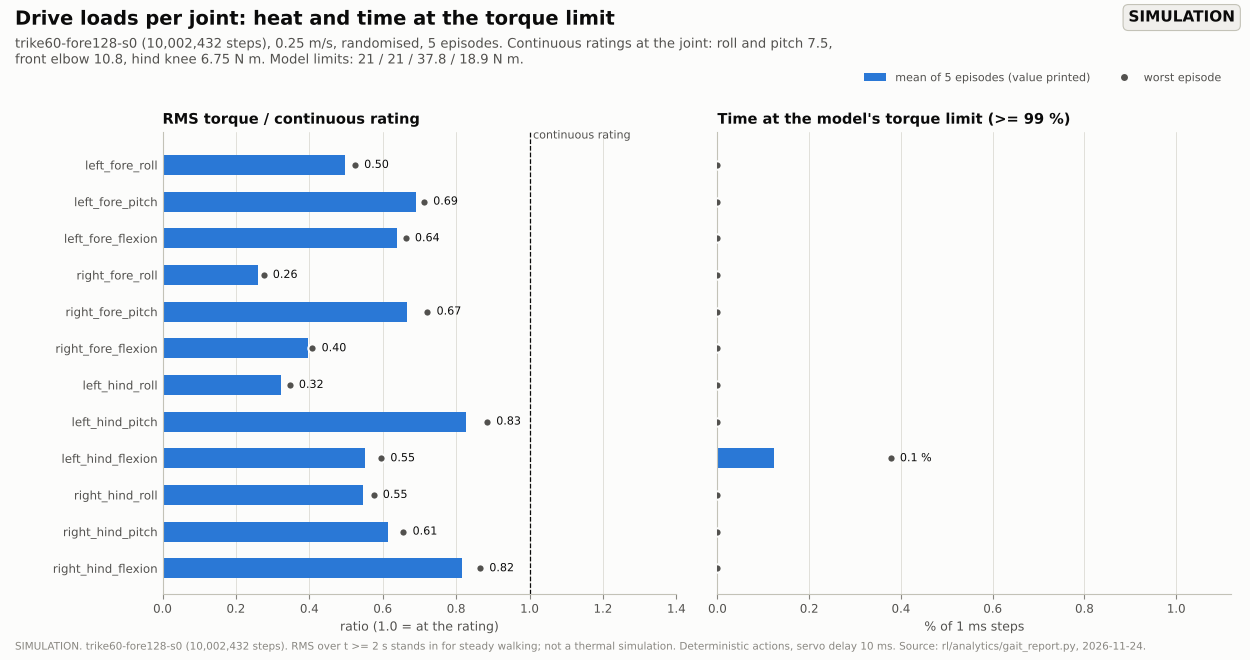 Drive loads per joint: heat and time at the torque limit
SIMULATION
trike60-fore128-s0 (10,002,432 steps), 0.25 m/s, randomised, 5 episodes. Continuous ratings at the joint: roll and pitch 7.5,
front elbow 10.8, hind knee 6.75 N m. Model limits: 21 / 21 / 37.8 / 18.9 N m.
mean of 5 episodes (value printed)
worst episode
RMS torque / continuous rating
continuous rating
left_fore_roll 0.50
left_fore_pitch 0.69
left_fore_flexion 0.64
right_fore_roll 0.26
right_fore_pitch 0.67
right_fore_flexion 0.40
left_hind_roll 0.32
left_hind_pitch 0.83
left_hind_flexion 0.55
right_hind_roll 0.55
right_hind_pitch 0.61
right_hind_flexion 0.82
0.0 0.2 0.4 0.6 0.8 1.0 1.2 1.4
ratio (1.0 = at the rating)
Time at the model's torque limit (>= 99 %)
0.1 %
0.0 0.2 0.4 0.6 0.8 1.0
% of 1 ms steps
SIMULATION. trike60-fore128-s0 (10,002,432 steps). RMS over t >= 2 s stands in for steady walking; not a thermal simulation. Deterministic actions, servo delay 10 ms. Source: rl/analytics/gait_report.py, 2026-11-24.